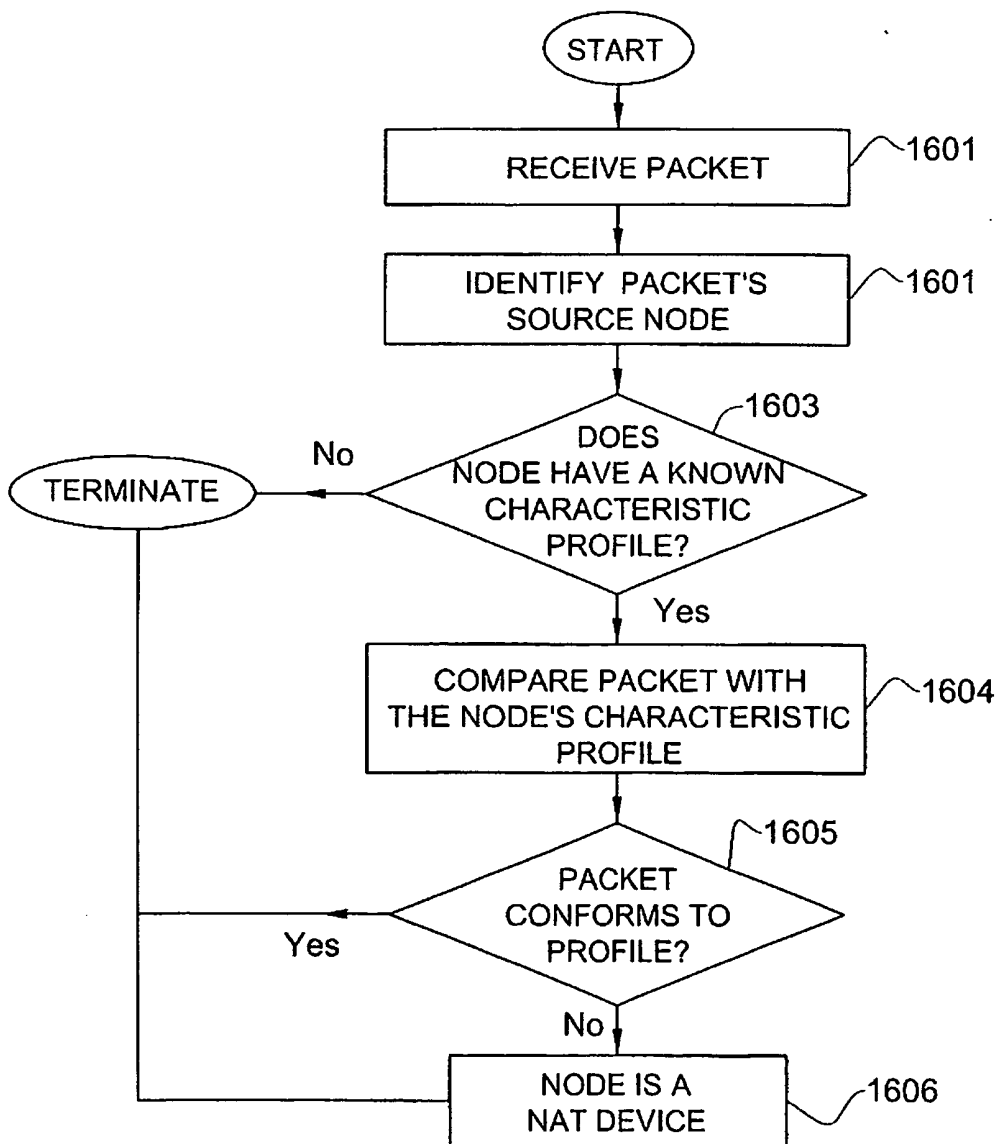 START
RECEIVE PACKET
1601
IDENTIFY PACKET'S
SOURCE NODE
1601
DOES
NODE HAVE A KNOWN
CHARACTERISTIC
PROFILE?
1603
No
TERMINATE
Yes
COMPARE PACKET WITH
THE NODE'S CHARACTERISTIC
PROFILE
1604
PACKET
CONFORMS TO
PROFILE?
1605
Yes
No
NODE IS A
NAT DEVICE
1606